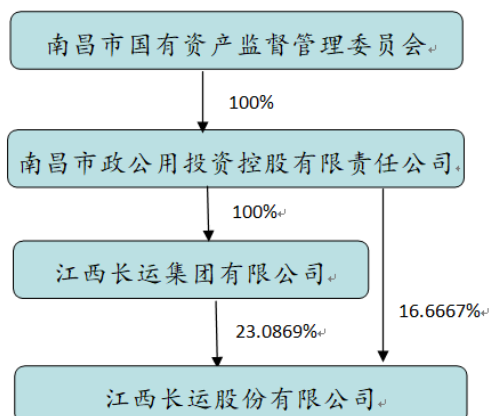 南昌市国有资产监督管理委员会
100%
南昌市政公用投资控股有限责任公司
100%
江西长运集团有限公司
16.6667%
23.0869%
江西长运股份有限公司